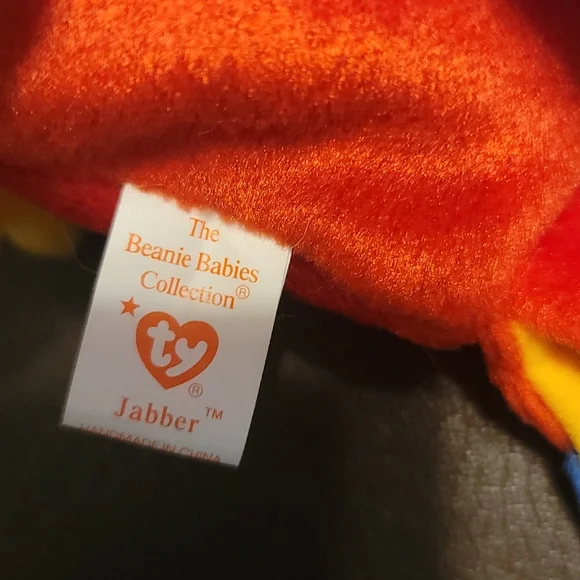 The
Beanie Babies
Collection®
ty®
Jabber™
HANDMADE IN CHINA